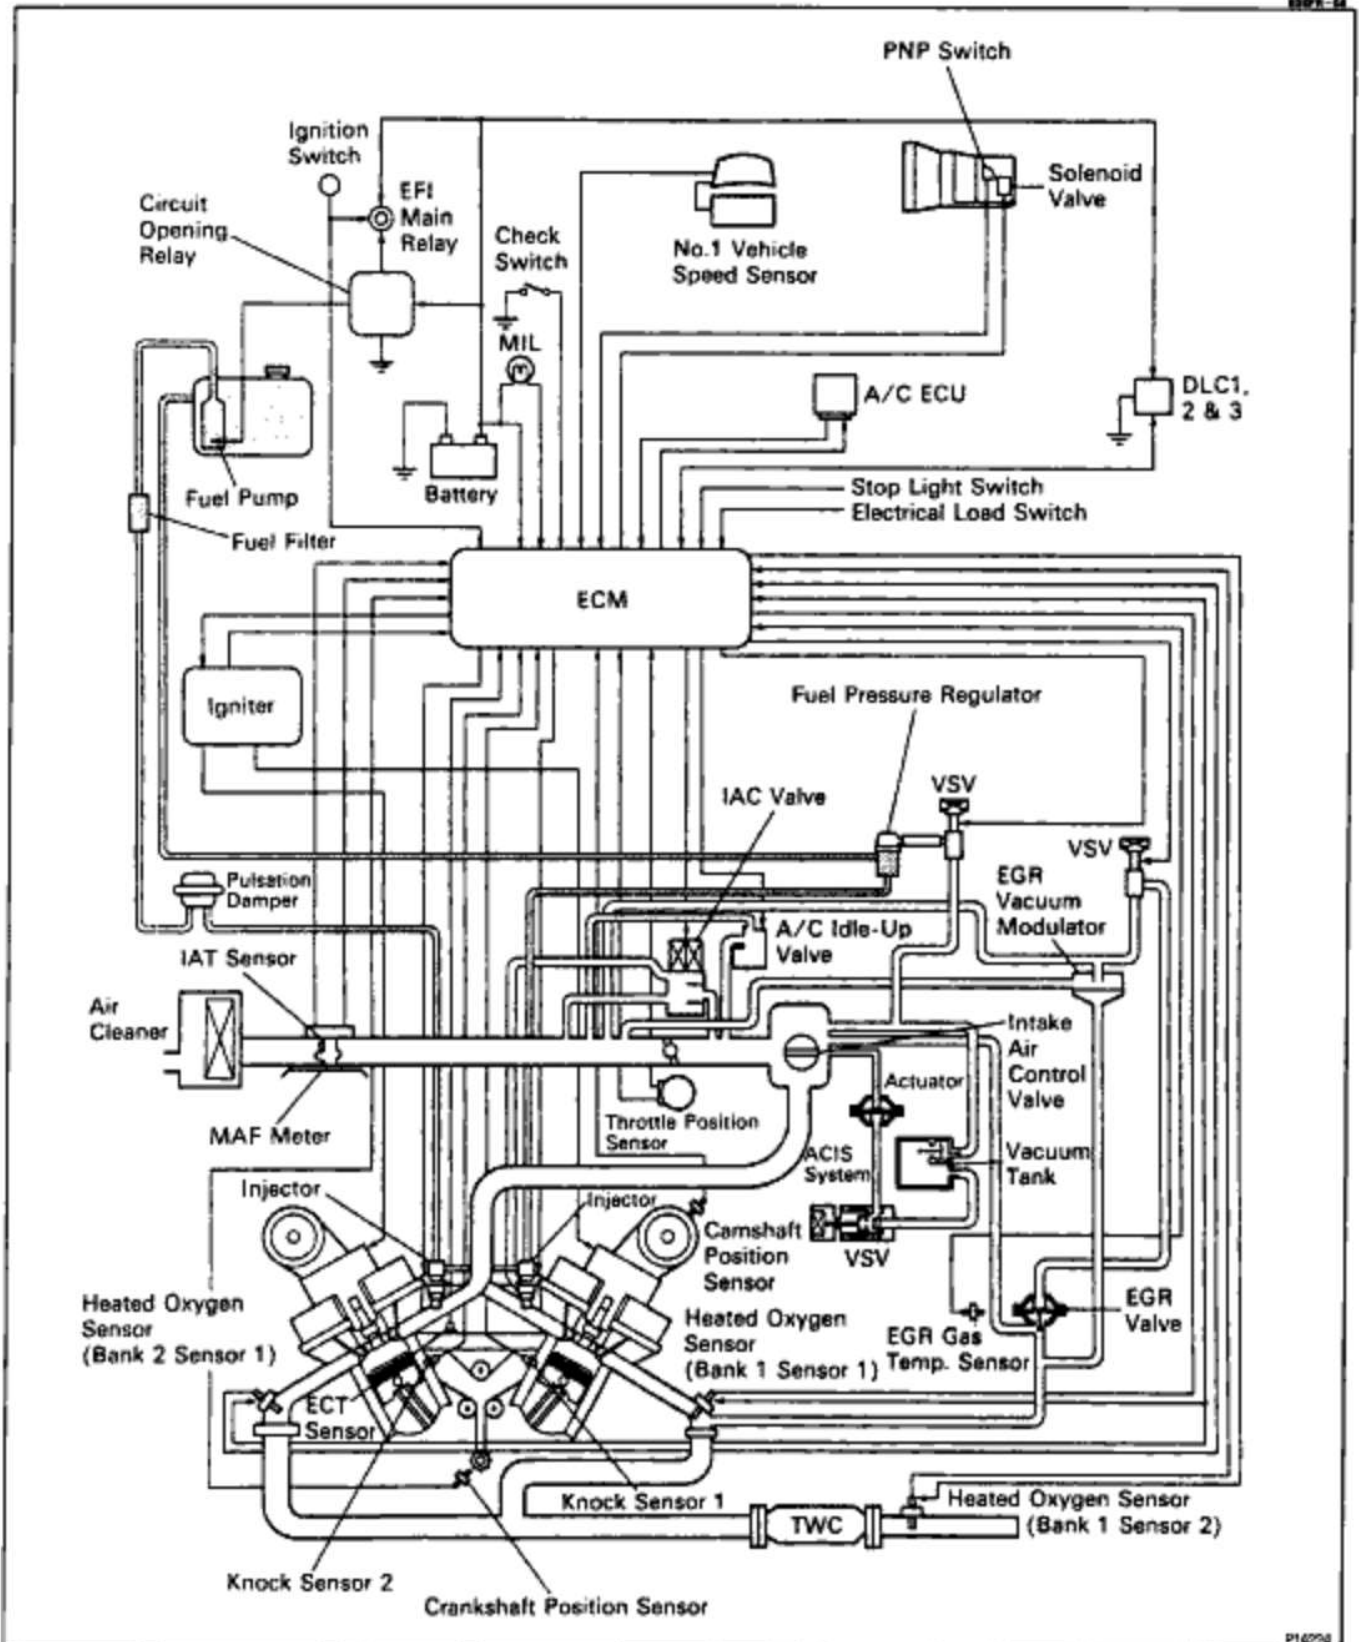 PNP Switch
Ignition
Switch
EFI
Main
Relay
Circuit
Opening
Relay
Check
Switch
No.1 Vehicle
Speed Sensor
Solenoid
Valve
MIL
A/C ECU
DLC1,
2 & 3
Fuel Pump
Battery
Stop Light Switch
Electrical Load Switch
Fuel Filter
ECM
Igniter
Fuel Pressure Regulator
IAC Valve
VSV
VSV
Pulsation
Damper
EGR
Vacuum
Modulator
A/C Idle-Up
Valve
IAT Sensor
Air
Cleaner
Intake
Air
Control
Valve
Actuator
MAF Meter
Throttle Position
Sensor
ACIS
System
Vacuum
Tank
Injector
Injector
Camshaft
Position
Sensor
VSV
Heated Oxygen
Sensor
(Bank 2 Sensor 1)
Heated Oxygen
Sensor
(Bank 1 Sensor 1)
EGR Gas
Temp. Sensor
EGR
Valve
ECT
Sensor
Knock Sensor 1
TWC
Heated Oxygen Sensor
(Bank 1 Sensor 2)
Knock Sensor 2
Crankshaft Position Sensor